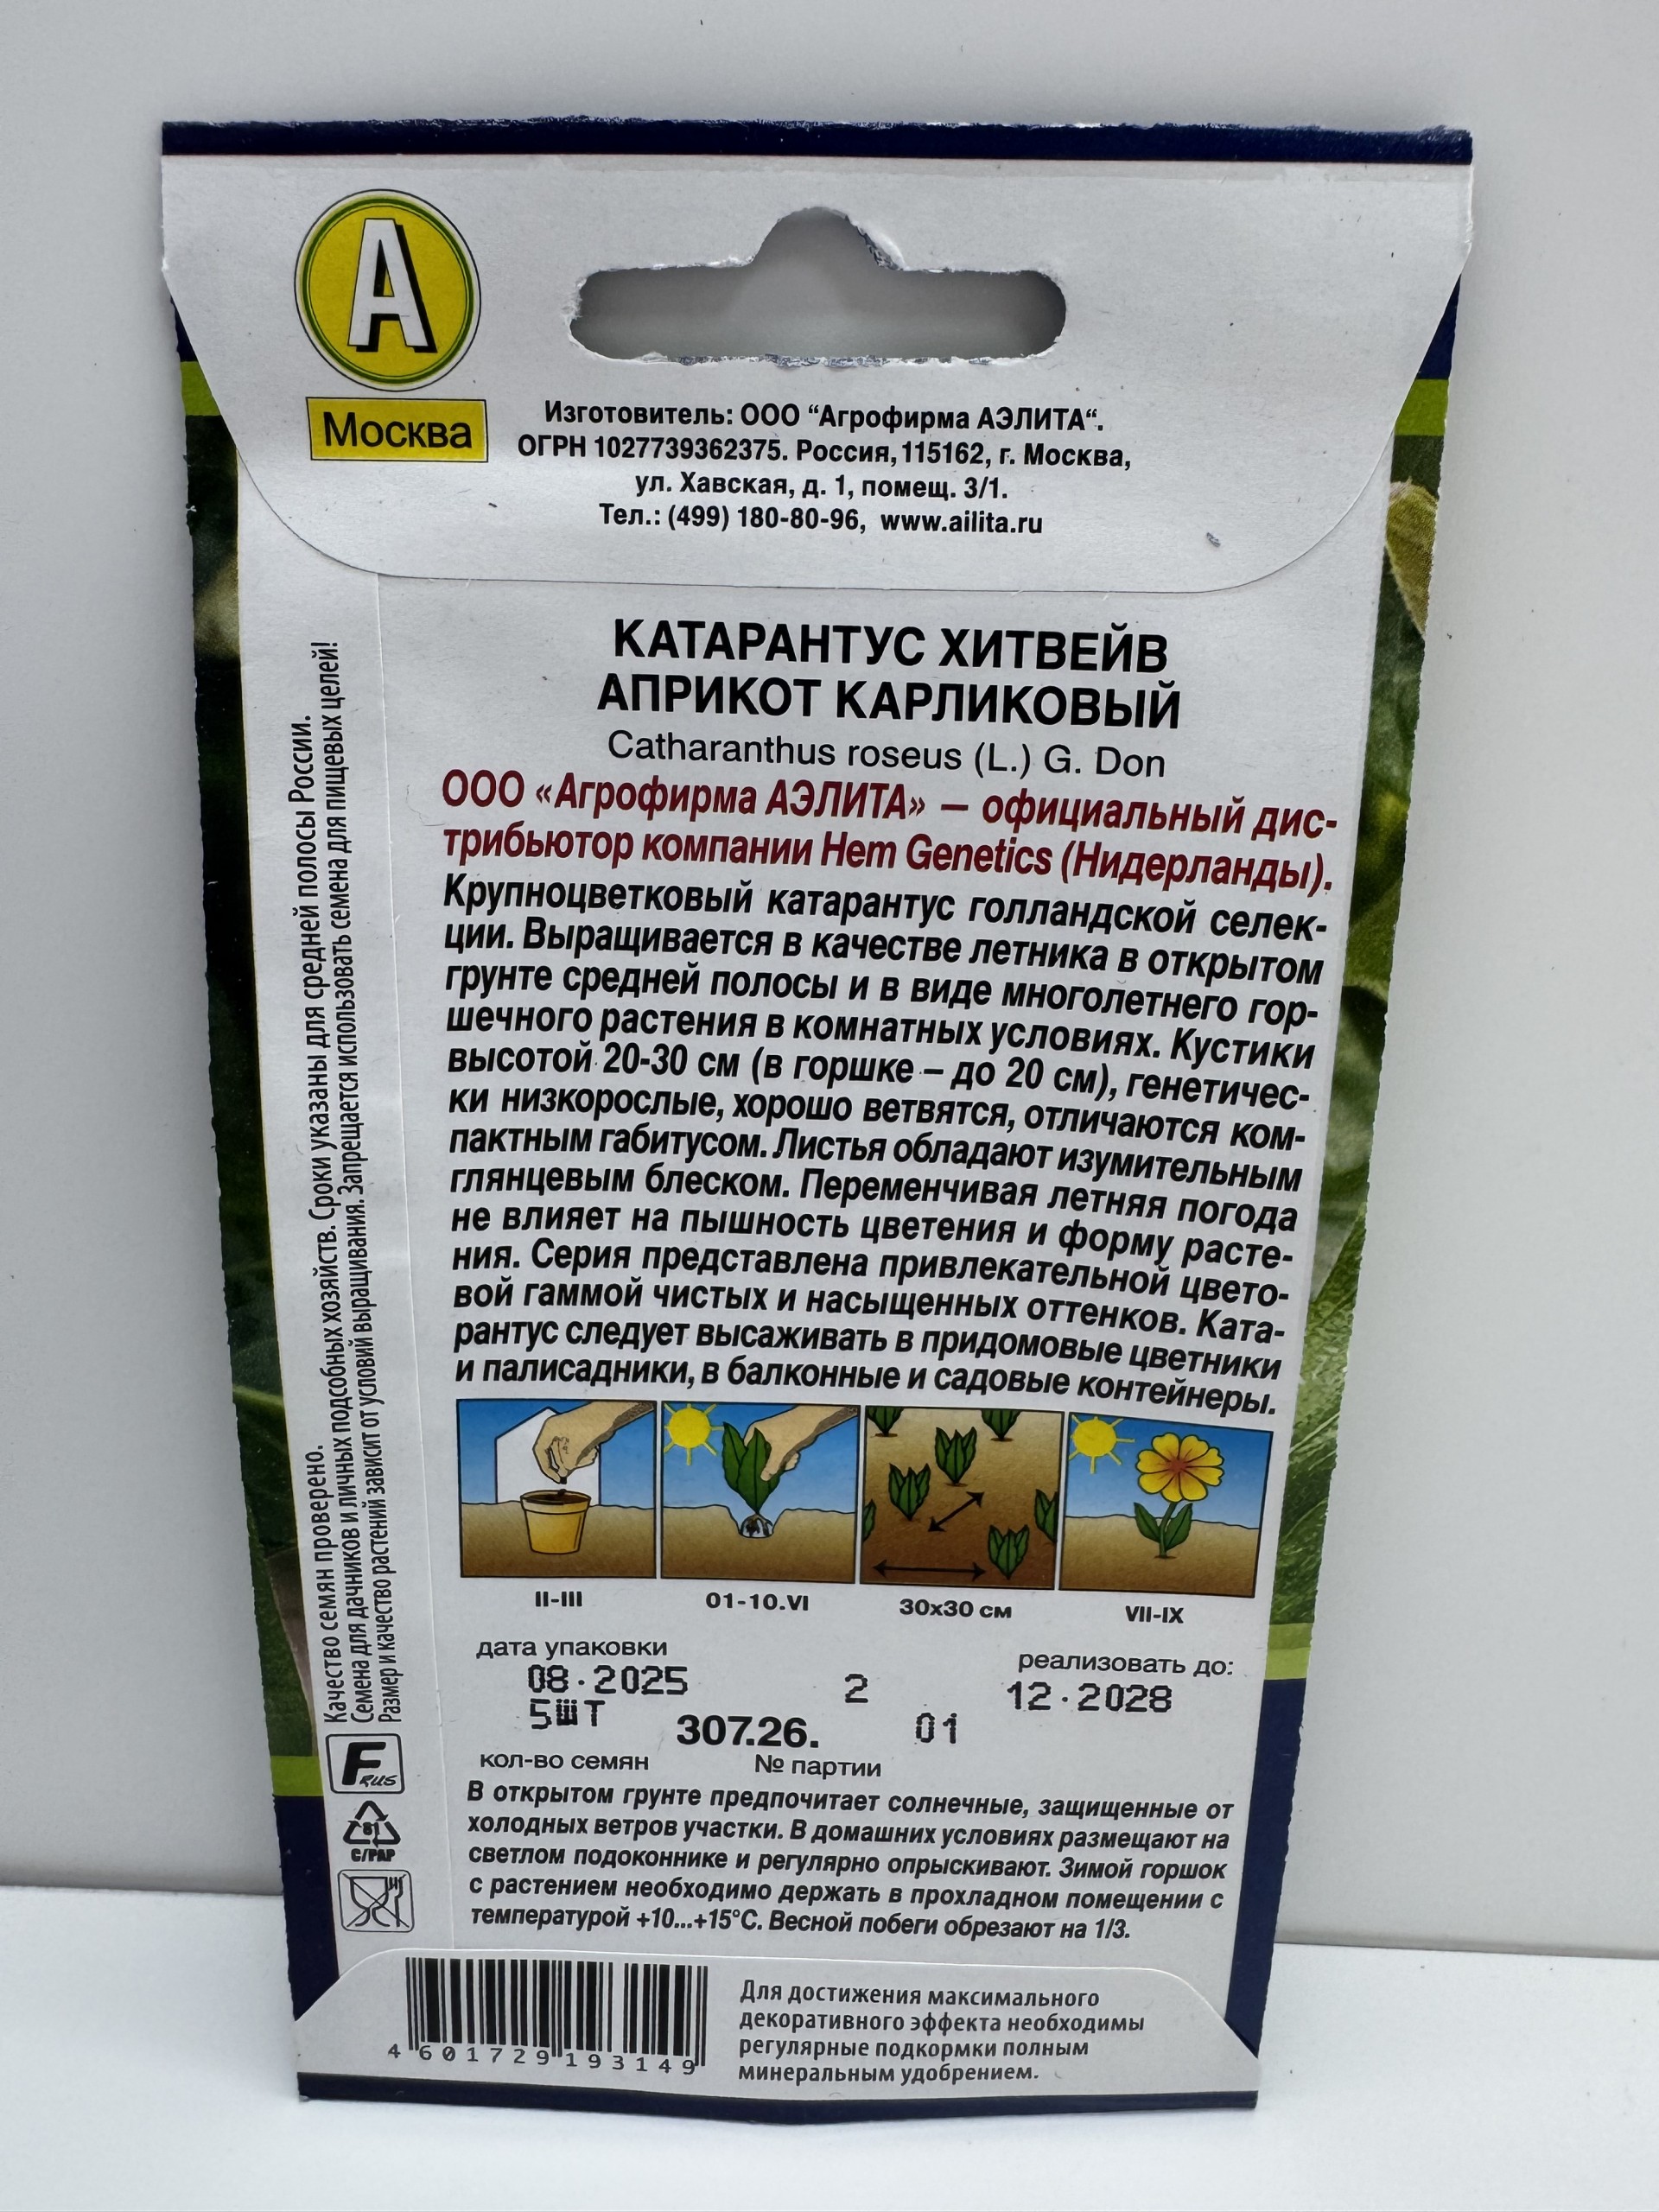 А
Москва
Изготовитель: ООО “Агрофирма АЭЛИТА“.
ОГРН 1027739362375. Россия, 115162, г. Москва,
ул. Хавская, д. 1, помещ. 3/1.
Тел.: (499) 180-80-96, www.ailita.ru
КАТАРАНТУС ХИТВЕЙВ
АПРИКОТ КАРЛИКОВЫЙ
Catharanthus roseus (L.) G. Don
ООО «Агрофирма АЭЛИТА» — официальный дис-
трибьютор компании Hem Genetics (Нидерланды).
Крупноцветковый катарантус голландской селек-
ции. Выращивается в качестве летника в открытом
грунте средней полосы и в виде многолетнего гор-
шечного растения в комнатных условиях. Кустики
высотой 20-30 см (в горшке – до 20 см), генетичес-
ки низкорослые, хорошо ветвятся, отличаются ком-
пактным габитусом. Листья обладают изумительным
глянцевым блеском. Переменчивая летняя погода
не влияет на пышность цветения и форму расте-
ния. Серия представлена привлекательной цвето-
вой гаммой чистых и насыщенных оттенков. Ката-
рантус следует высаживать в придомовые цветники
и палисадники, в балконные и садовые контейнеры.
II-III
01-10.VI
30х30 см
VII-IX
дата упаковки
08.2025
2
реализовать до:
12.2028
5ШТ
307.26.
01
кол-во семян
№ партии
В открытом грунте предпочитает солнечные, защищенные от
холодных ветров участки. В домашних условиях размещают на
светлом подоконнике и регулярно опрыскивают. Зимой горшок
с растением необходимо держать в прохладном помещении с
температурой +10...+15°С. Весной побеги обрезают на 1/3.
Качество семян проверено.
Семена для дачников и личных подсобных хозяйств. Сроки указаны для средней полосы России.
Размер и качество растений зависит от условий выращивания. Запрещается использовать семена для пищевых целей!
F RUS
81
C/PAP
4 601729 193149
Для достижения максимального
декоративного эффекта необходимы
регулярные подкормки полным
минеральным удобрением.